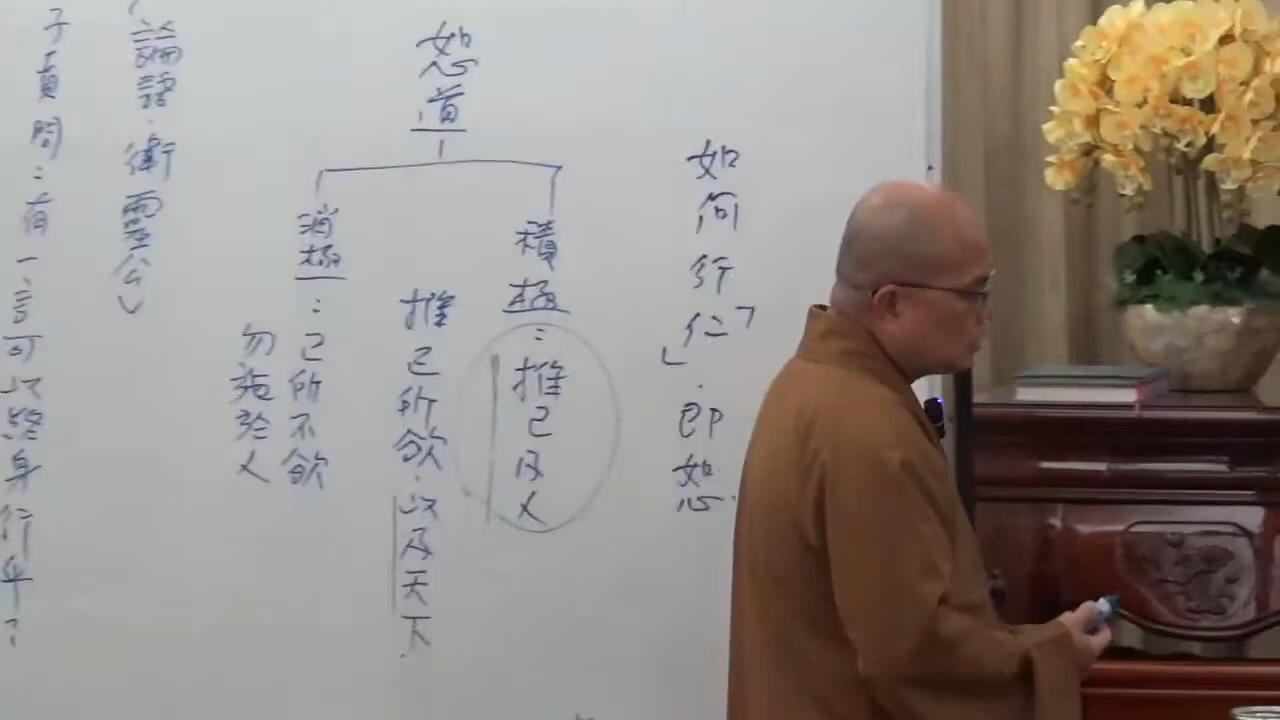 如何行「仁」.即恕.
恕道
積極：推己及人
推己所欲.以及天下.
消極：己所不欲
勿施於人
(論語.衛靈公)
子貢問：有一言可以終身行乎？